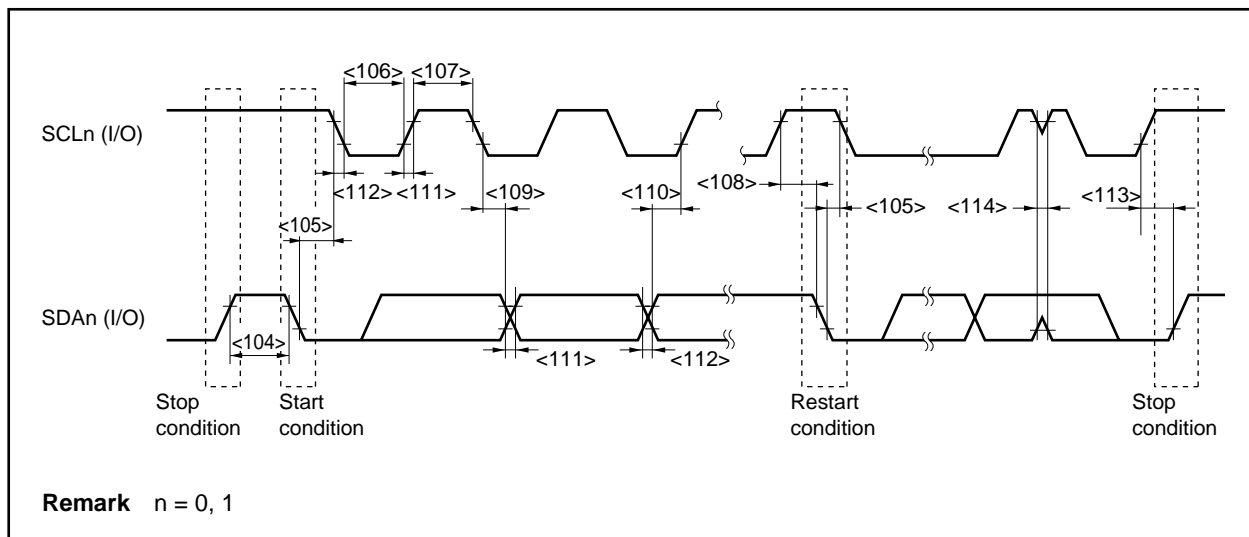 <106> <107>
SCLn (I/O)
<112> <111> <109> <110> <108> <105> <114> <113>
<105>
SDAn (I/O)
<104> <111> <112>
Stop condition
Start condition
Restart condition
Stop condition
Remark n = 0, 1